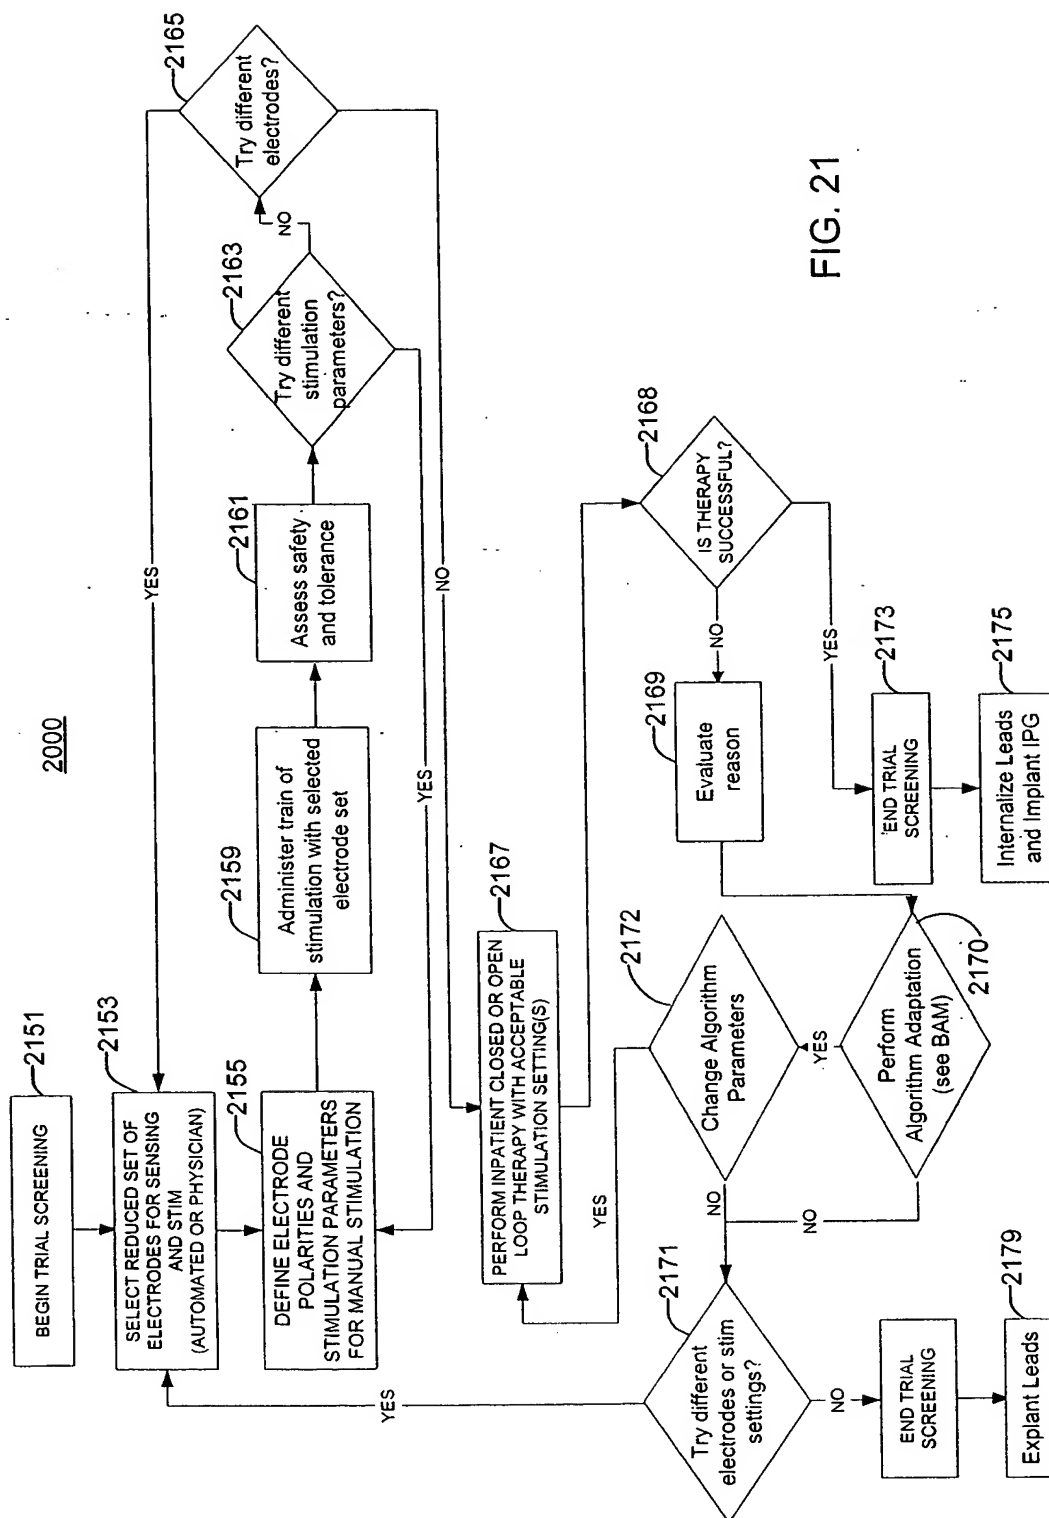 2000
BEGIN TRIAL SCREENING
2151
SELECT REDUCED SET OF
ELECTRODES FOR SENSING
AND STIM
(AUTOMATED OR PHYSICIAN)
2153
DEFINE ELECTRODE
POLARITIES AND
STIMULATION PARAMETERS
FOR MANUAL STIMULATION
2155
Administer train of
stimulation with selected
electrode set
2159
Assess safety
and tolerance
2161
Try different
stimulation
parameters?
2163
NO
YES
Try different
electrodes?
2165
YES
NO
PERFORM INPATIENT CLOSED OR OPEN
LOOP THERAPY WITH ACCEPTABLE
STIMULATION SETTING(S)
2167
IS THERAPY
SUCCESSFUL?
2168
NO
YES
Evaluate
reason
2169
END TRIAL
SCREENING
2173
Internalize Leads
and Implant IPG
2175
Perform
Algorithm Adaptation
(see BAM)
2170
YES
NO
Change Algorithm
Parameters
2172
YES
NO
Try different
electrodes or stim
settings?
2171
YES
NO
END TRIAL
SCREENING
Explant Leads
2179
FIG. 21